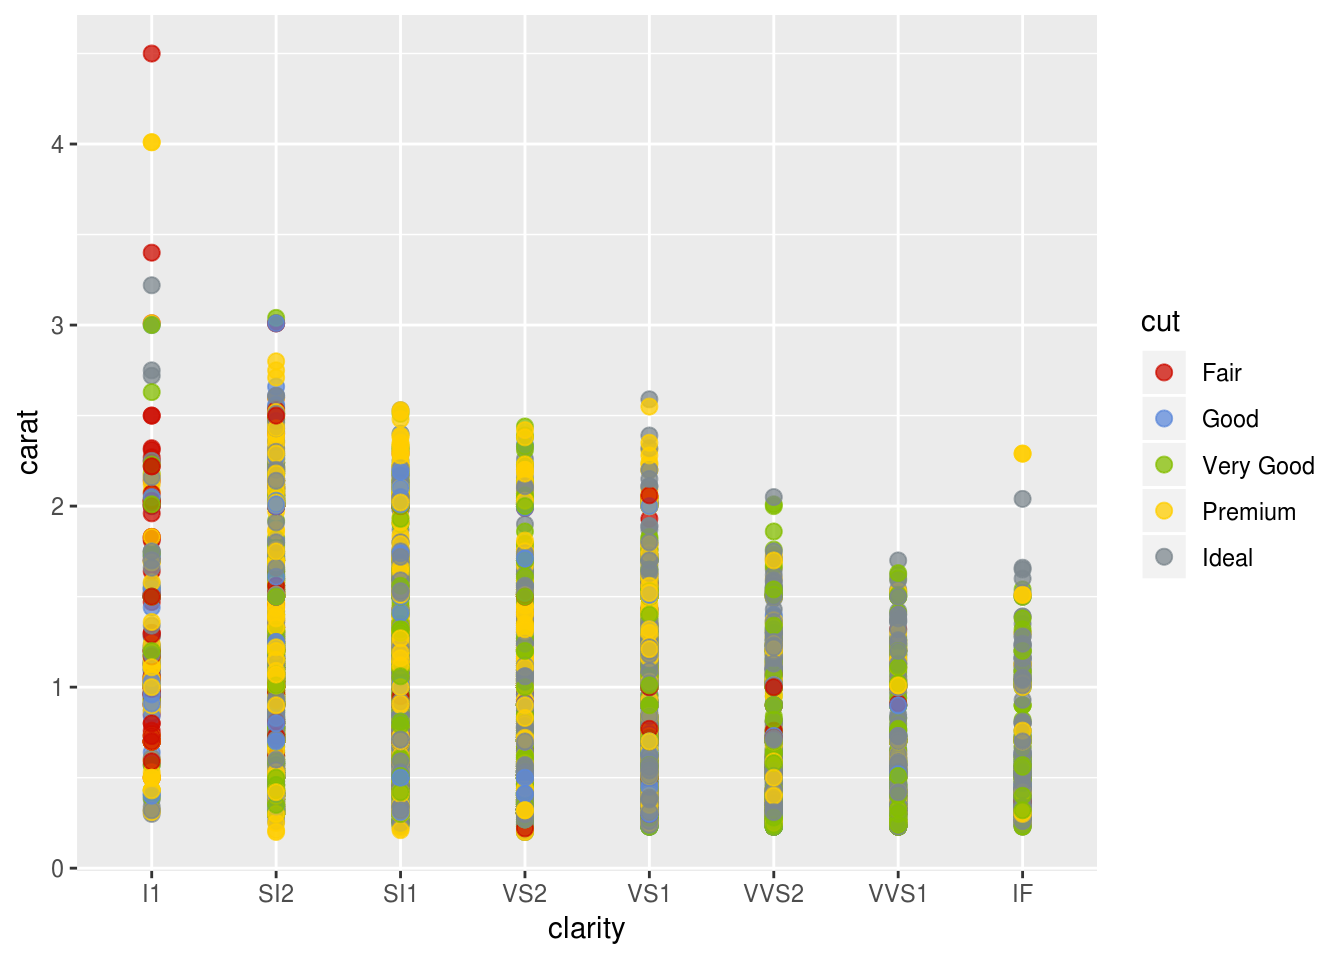 carat
4
3
2
1
0
I1 SI2 SI1 VS2 VS1 VVS2 VVS1 IF
clarity
cut
Fair
Good
Very Good
Premium
Ideal